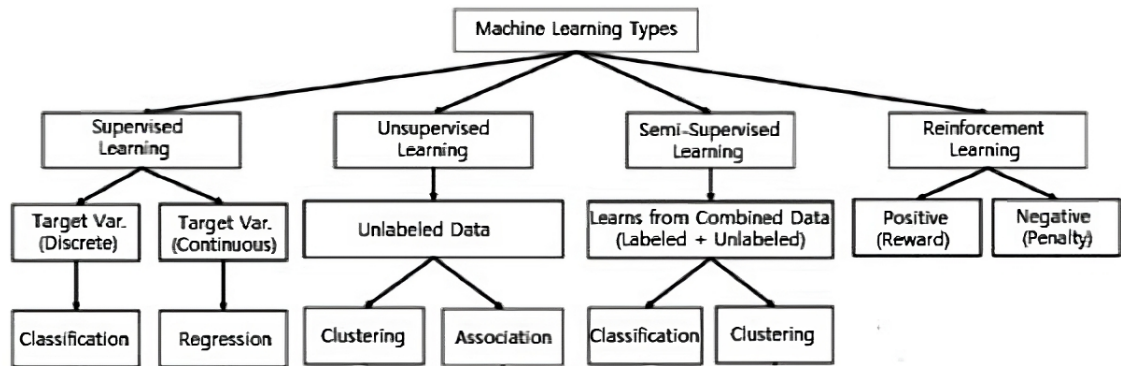 Machine Learning Types
Supervised
Learning
Unsupervised
Learning
Semi-Supervised
Learning
Reinforcement
Learning
Target Var.
(Discrete)
Target Var.
(Continuous)
Unlabeled Data
Learns from Combined Data
(Labeled + Unlabeled)
Positive
(Reward)
Negative
(Penalty)
Classification
Regression
Clustering
Association
Classification
Clustering